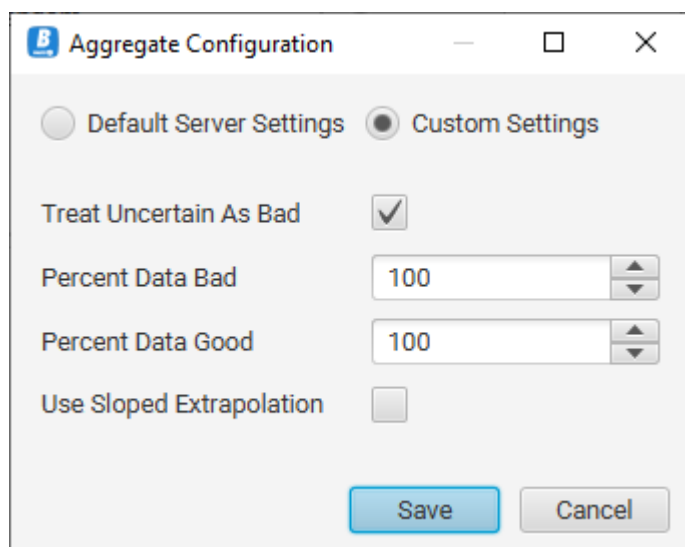 B Aggregate Configuration
Default Server Settings Custom Settings
Treat Uncertain As Bad
Percent Data Bad 100
Percent Data Good 100
Use Sloped Extrapolation
Save Cancel